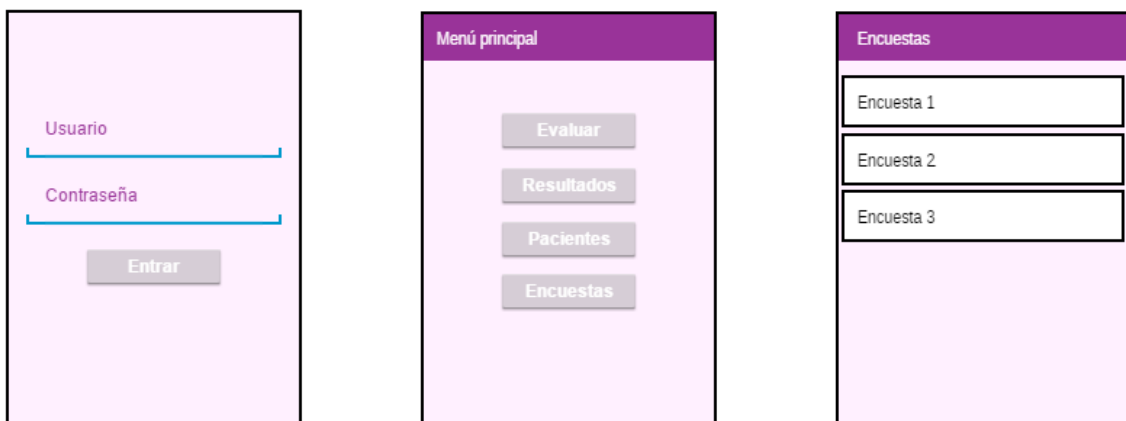 Usuario
Contraseña
Entrar
Menú principal
Evaluar
Resultados
Pacientes
Encuestas
Encuestas
Encuesta 1
Encuesta 2
Encuesta 3